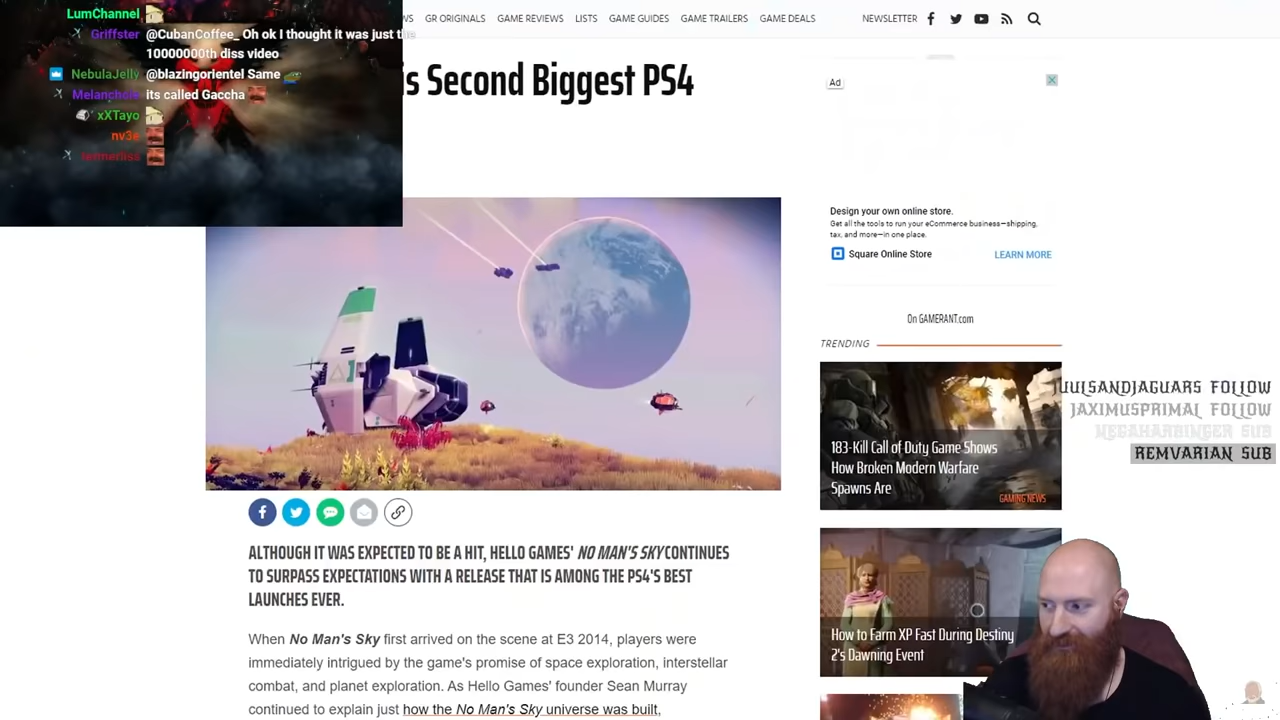 LumChannel
Griffster @CubanCoffee_ Oh ok I thought it was just the
10000000th diss video
NebulaJelly @blazingorientel Same
Melanchole its called Gaccha
xXTayo
nv3e
WS GR ORIGINALS GAME REVIEWS LISTS GAME GUIDES GAME TRAILERS GAME DEALS NEWSLETTER
is Second Biggest PS4
Ad
Design your own online store.
Get all the tools to run your eCommerce business—shipping,
tax, and more—in one place.
Square Online Store LEARN MORE
On GAMERANT.com
TRENDING
183-Kill Call of Duty Game Shows
How Broken Modern Warfare
Spawns Are
GAMING NEWS
How to Farm XP Fast During Destiny
2's Dawning Event
UULSANDJAGUARS FOLLOW
JAXIMUSPRIMAL FOLLOW
MEGAHARBINGER SUB
REMVARIAN SUB
ALTHOUGH IT WAS EXPECTED TO BE A HIT, HELLO GAMES' NO MAN'S SKY CONTINUES
TO SURPASS EXPECTATIONS WITH A RELEASE THAT IS AMONG THE PS4'S BEST
LAUNCHES EVER.
When No Man's Sky first arrived on the scene at E3 2014, players were
immediately intrigued by the game's promise of space exploration, interstellar
combat, and planet exploration. As Hello Games' founder Sean Murray
continued to explain just how the No Man's Sky universe was built,